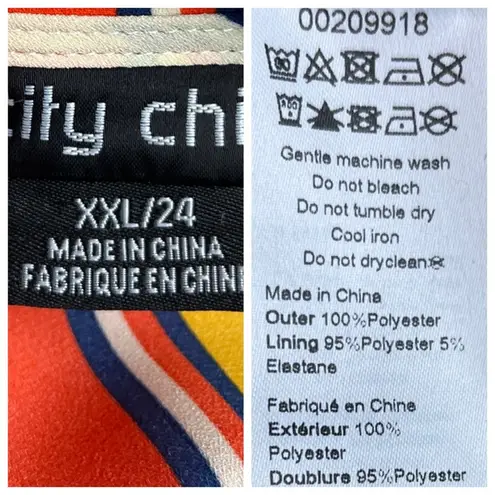 city chi
XXL/24
MADE IN CHINA
FABRIQUE EN CHIN
00209918
Gentle machine wash
Do not bleach
Do not tumble dry
Cool iron
Do not dryclean
Made in China
Outer 100%Polyester
Lining 95%Polyester 5%
Elastane
Fabriqué en Chine
Extérieur 100%
Polyester
Doublure 95%Polyester